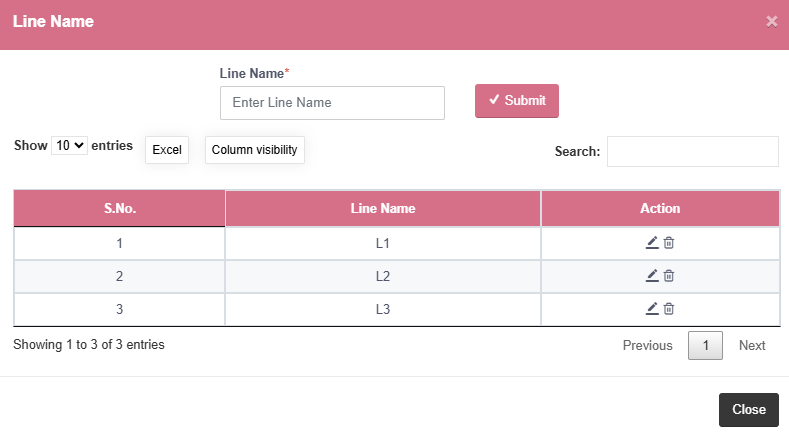 Line Name ×
Line Name*
Enter Line Name
✔ Submit
Show 10 entries Excel Column visibility Search:
S.No. Line Name Action
1 L1
2 L2
3 L3
Showing 1 to 3 of 3 entries Previous 1 Next
Close